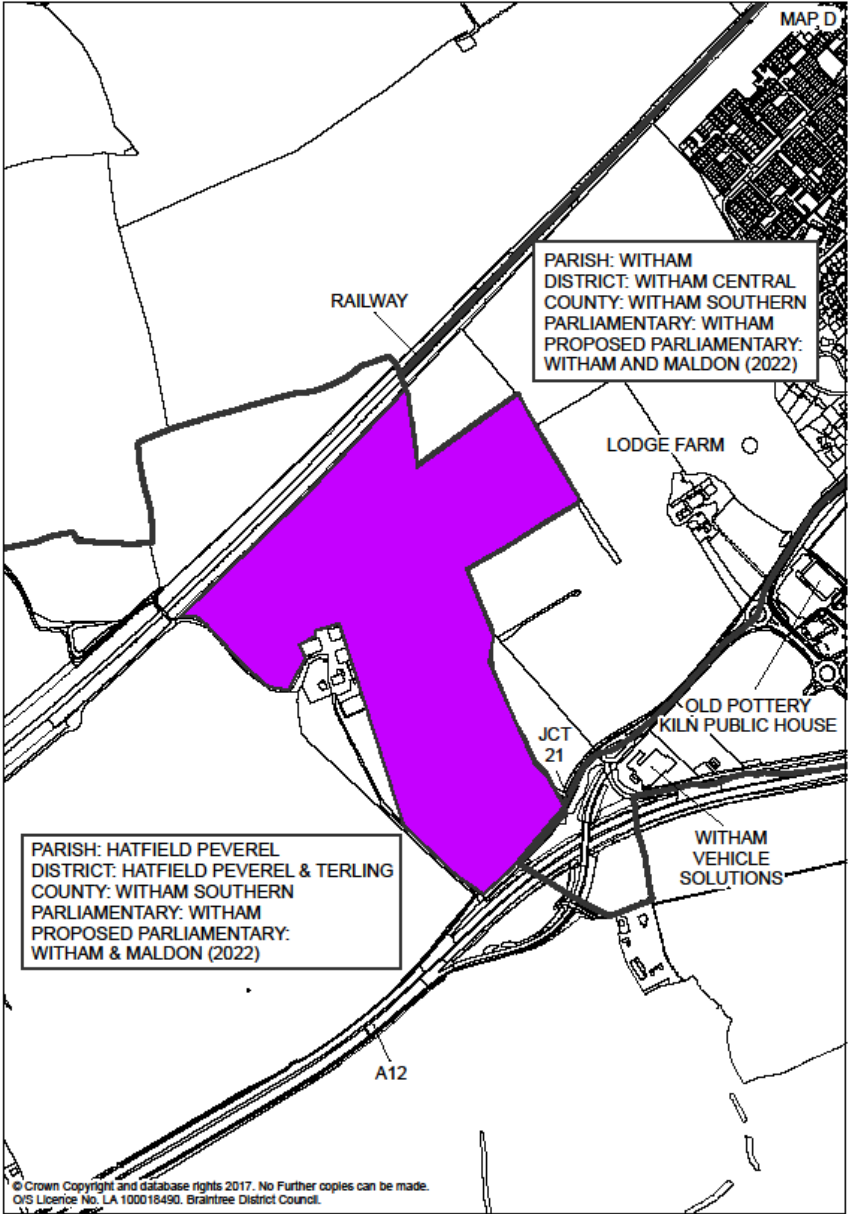 MAP D
PARISH: WITHAM
DISTRICT: WITHAM CENTRAL
COUNTY: WITHAM SOUTHERN
PARLIAMENTARY: WITHAM
PROPOSED PARLIAMENTARY:
WITHAM AND MALDON (2022)
RAILWAY
LODGE FARM
OLD POTTERY
KILN PUBLIC HOUSE
JCT
21
WITHAM
VEHICLE
SOLUTIONS
PARISH: HATFIELD PEVEREL
DISTRICT: HATFIELD PEVEREL & TERLING
COUNTY: WITHAM SOUTHERN
PARLIAMENTARY: WITHAM
PROPOSED PARLIAMENTARY:
WITHAM & MALDON (2022)
A12
© Crown Copyright and database rights 2017. No Further copies can be made.
O/S Licence No. LA 100018490. Braintree District Council.